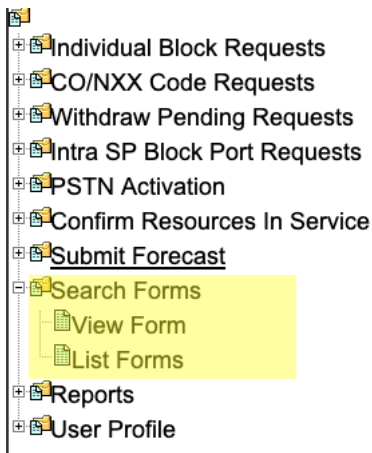 Individual Block Requests
CO/NXX Code Requests
Withdraw Pending Requests
Intra SP Block Port Requests
PSTN Activation
Confirm Resources In Service
Submit Forecast
Search Forms
View Form
List Forms
Reports
User Profile